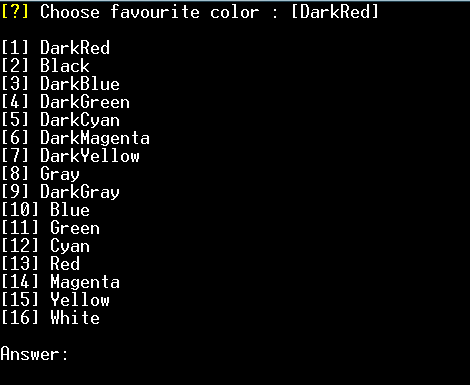 [?] Choose favourite color : [DarkRed]
[1] DarkRed
[2] Black
[3] DarkBlue
[4] DarkGreen
[5] DarkCyan
[6] DarkMagenta
[7] DarkYellow
[8] Gray
[9] DarkGray
[10] Blue
[11] Green
[12] Cyan
[13] Red
[14] Magenta
[15] Yellow
[16] White
Answer: